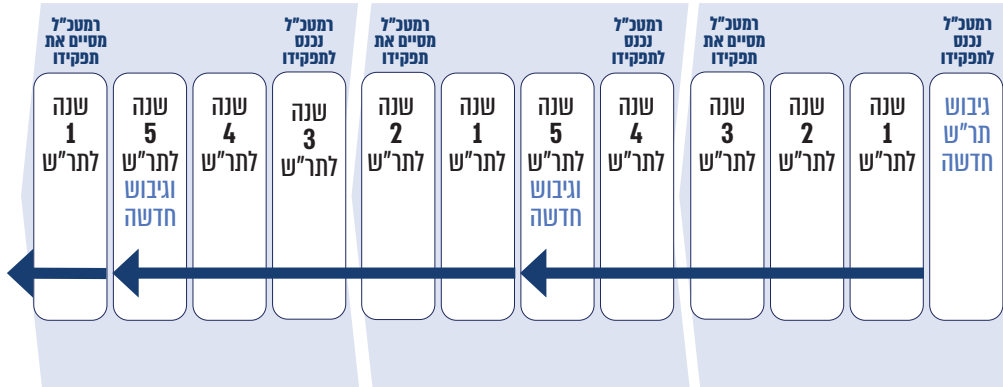 רמטכ"ל
נכנס
לתפקידו
גיבוש
תר"ש
חדשה
שנה
1
לתר"ש
שנה
2
לתר"ש
רמטכ"ל
מסיים את
תפקידו
שנה
3
לתר"ש
רמטכ"ל
נכנס
לתפקידו
שנה
4
לתר"ש
שנה
5
לתר"ש
וגיבוש
חדשה
שנה
1
לתר"ש
רמטכ"ל
מסיים את
תפקידו
שנה
2
לתר"ש
רמטכ"ל
נכנס
לתפקידו
שנה
3
לתר"ש
שנה
4
לתר"ש
שנה
5
לתר"ש
וגיבוש
חדשה
רמטכ"ל
מסיים את
תפקידו
שנה
1
לתר"ש